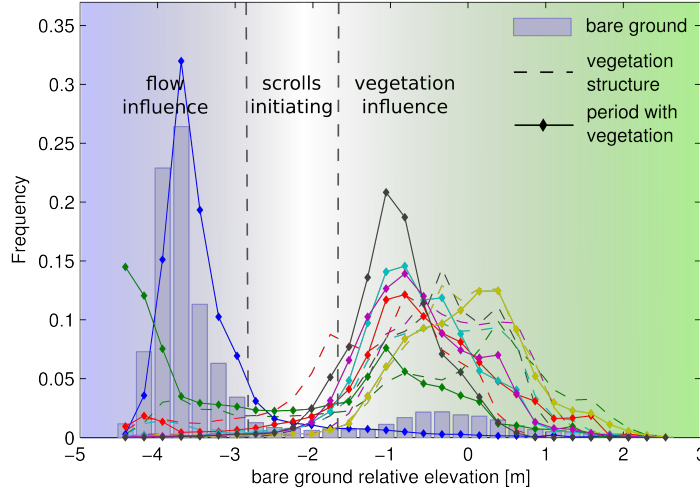 0.35
0.3
0.25
0.2
0.15
0.1
0.05
0
Frequency
flow
influence
scrolls
initiating
vegetation
influence
bare ground
vegetation
structure
period with
vegetation
−5 −4 −3 −2 −1 0 1 2 3
bare ground relative elevation [m]